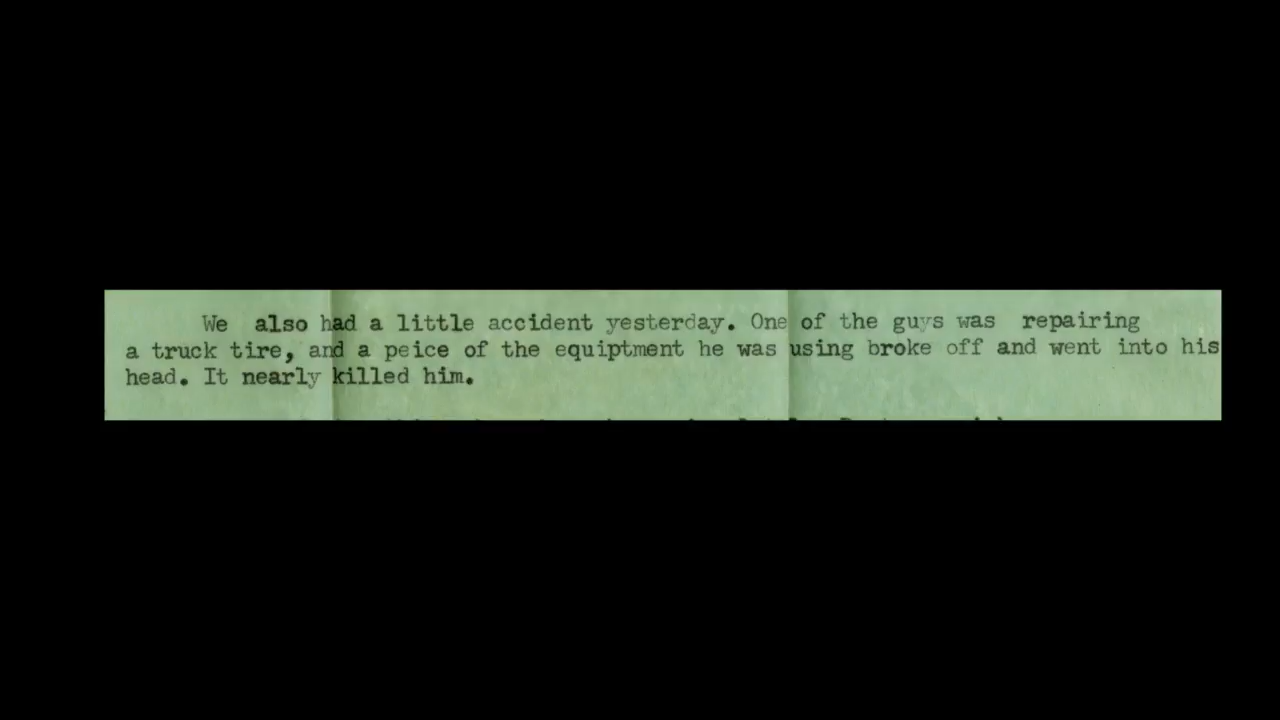 We also had a little accident yesterday. One of the guys was repairing
a truck tire, and a peice of the equiptment he was using broke off and went into his
head. It nearly killed him.